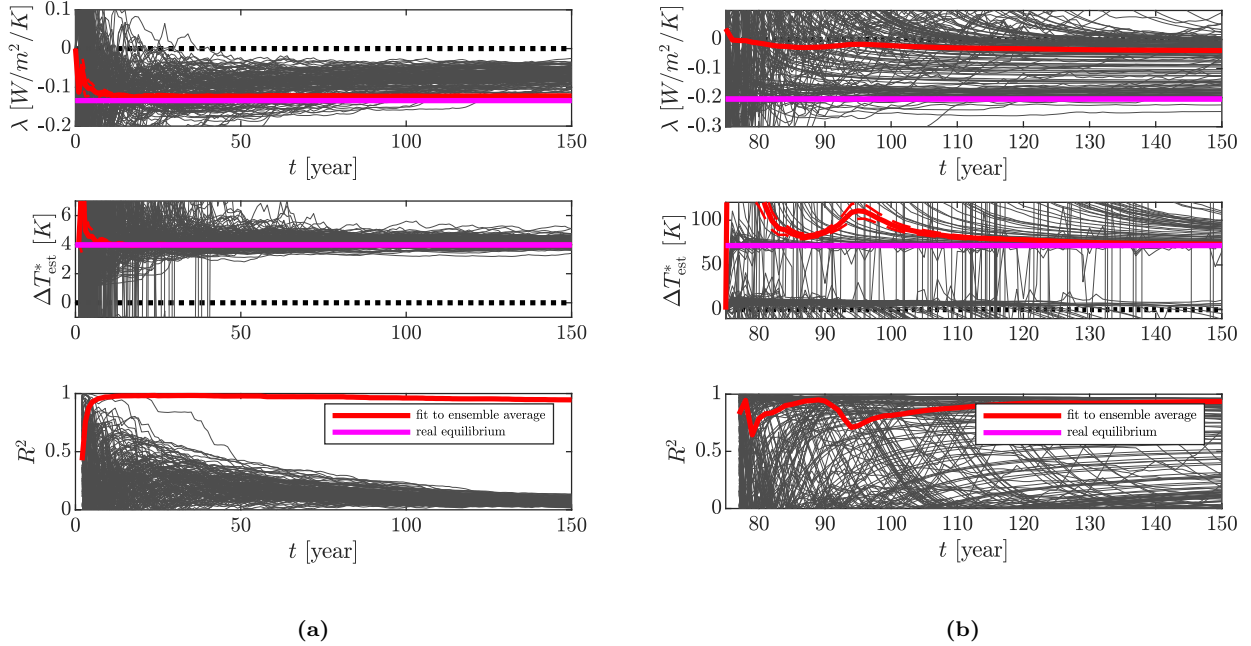 0.1
0
-0.1
-0.2
λ [W/m²/K]
0 50 100 150
t [year]
6
4
2
0
ΔT*est [K]
0 50 100 150
1
0.5
0
R²
fit to ensemble average
real equilibrium
0 50 100 150
t [year]
(a)
0
-0.1
-0.2
-0.3
λ [W/m²/K]
80 90 100 110 120 130 140 150
t [year]
100
50
0
ΔT*est [K]
80 90 100 110 120 130 140 150
1
0.5
0
R²
fit to ensemble average
real equilibrium
80 90 100 110 120 130 140 150
t [year]
(b)